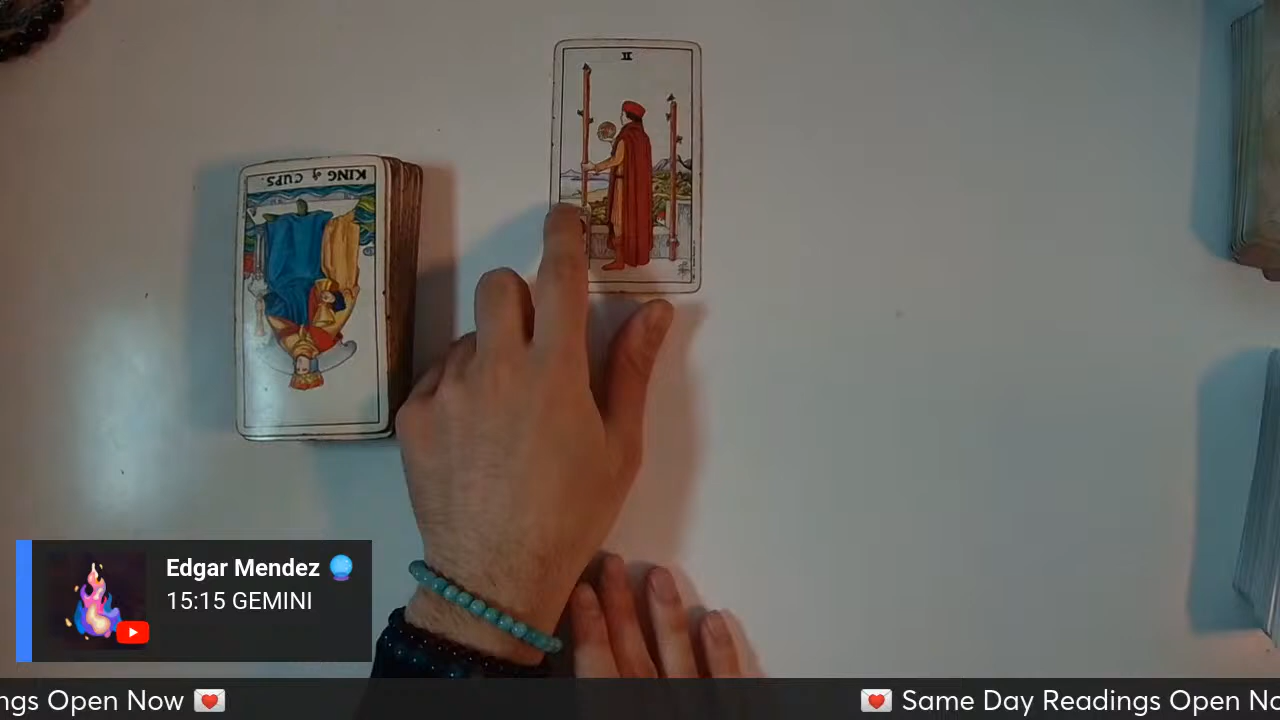 II
KING of CUPS.
Edgar Mendez 🔮
15:15 GEMINI
ngs Open Now 💌 💌 Same Day Readings Open No